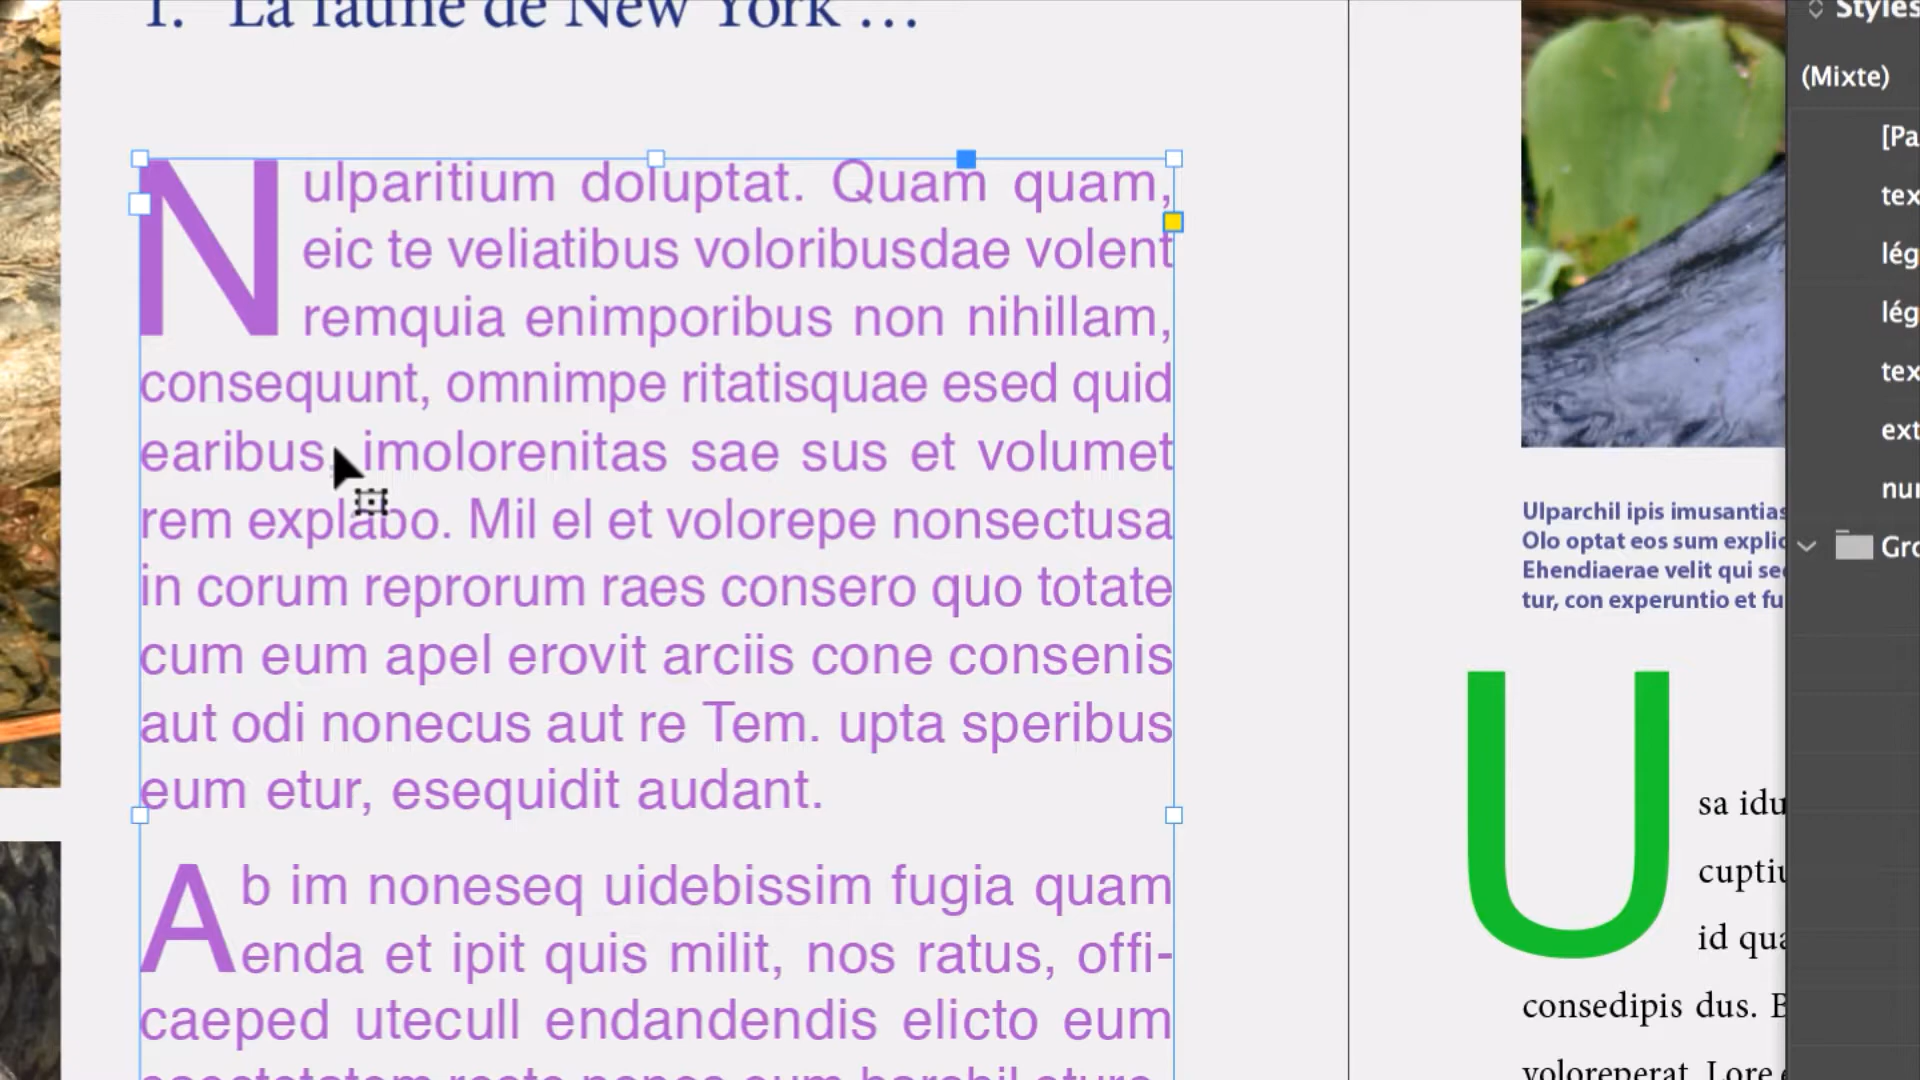 1. La faune de New York ...
Nulparitium doluptat. Quam quam,
eic te veliatibus voloribusdae volent
remquia enimporibus non nihillam,
consequunt, omnimpe ritatisquae esed quid
earibus, imolorenitas sae sus et volumet
rem explabo. Mil el et volorepe nonsectusa
in corum reprorum raes consero quo totate
cum eum apel erovit arciis cone consenis
aut odi nonecus aut re Tem. upta speribus
eum etur, esequidit audant.
Ab im noneseq uidebissim fugia quam
enda et ipit quis milit, nos ratus, offi-
caeped utecull endandendis elicto eum
Ulparchil ipis imusantias
Olo optat eos sum explic
Ehendiaerae velit qui se
tur, con experuntio et fu
Usa idu
cuptiu
id qua
consedipis dus. B
voloreperat. Lore
Styles
(Mixte)
[Pa
tex
lég
lég
tex
ext
nu
Gro